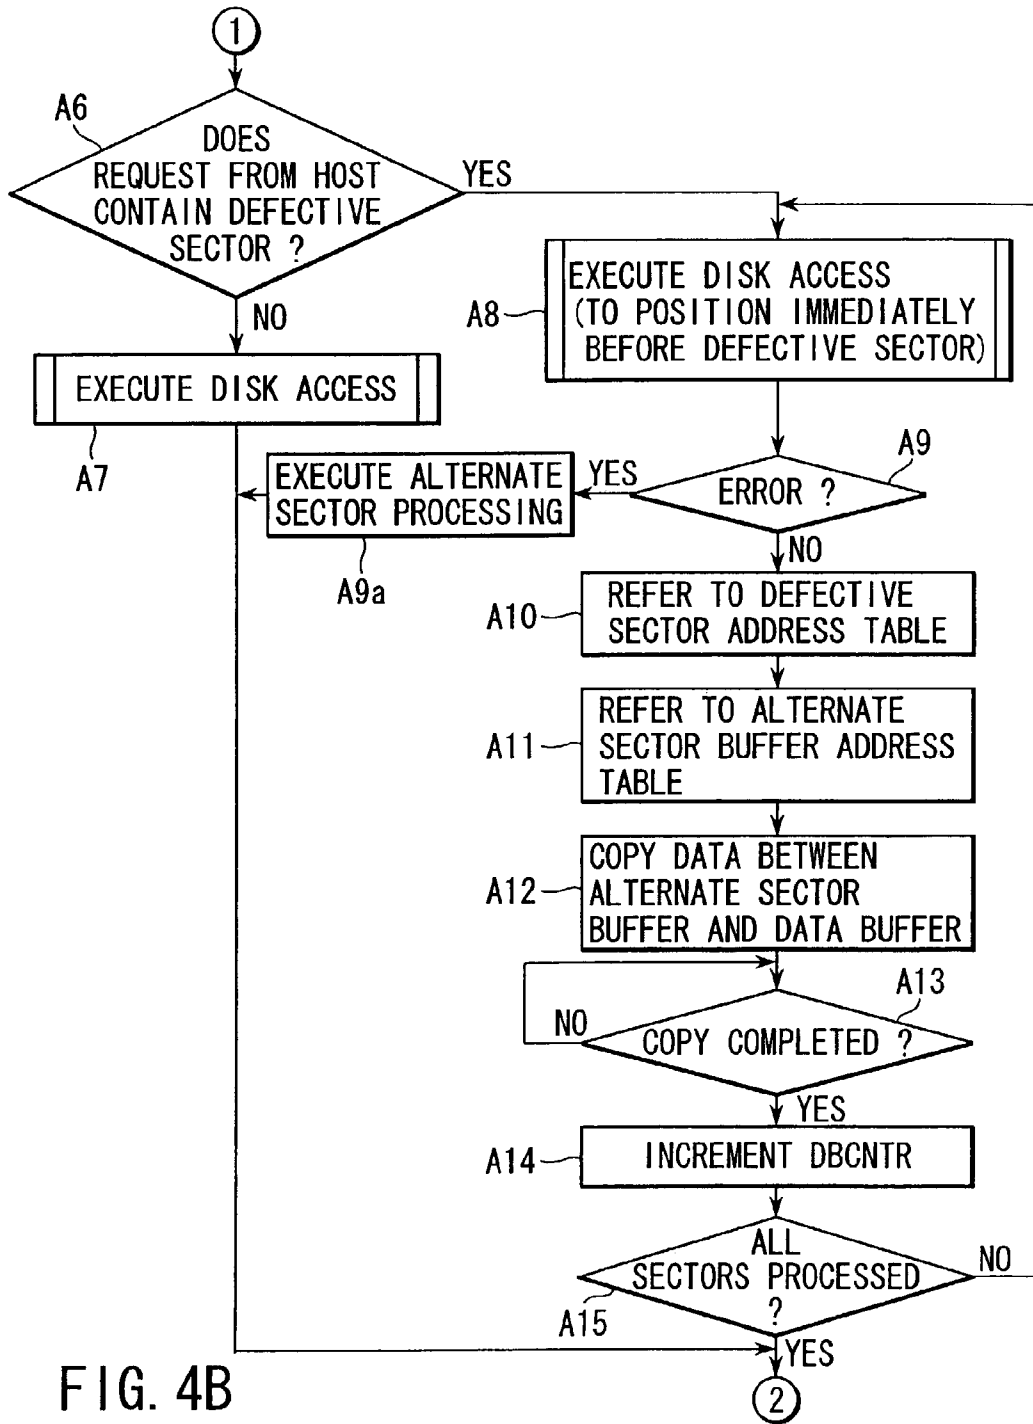 1
A6
DOES
REQUEST FROM HOST
CONTAIN DEFECTIVE
SECTOR ?
YES
NO
A8
EXECUTE DISK ACCESS
(TO POSITION IMMEDIATELY
BEFORE DEFECTIVE SECTOR)
EXECUTE DISK ACCESS
A7
EXECUTE ALTERNATE
SECTOR PROCESSING
A9a
YES
A9
ERROR ?
NO
A10
REFER TO DEFECTIVE
SECTOR ADDRESS TABLE
A11
REFER TO ALTERNATE
SECTOR BUFFER ADDRESS
TABLE
A12
COPY DATA BETWEEN
ALTERNATE SECTOR
BUFFER AND DATA BUFFER
A13
NO
COPY COMPLETED ?
YES
A14
INCREMENT DBCNTR
ALL
SECTORS PROCESSED
?
NO
A15
YES
2
FIG. 4B